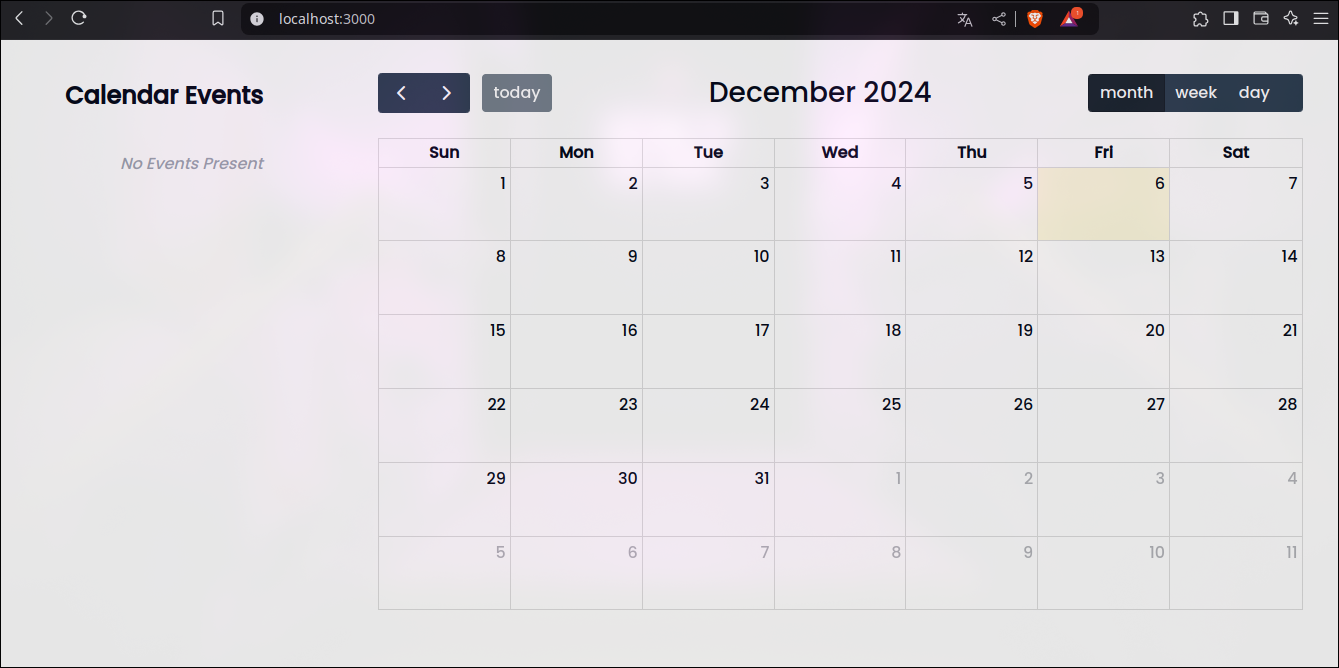 localhost:3000
Calendar Events
No Events Present
today
December 2024
month week day
Sun Mon Tue Wed Thu Fri Sat
1 2 3 4 5 6 7
8 9 10 11 12 13 14
15 16 17 18 19 20 21
22 23 24 25 26 27 28
29 30 31 1 2 3 4
5 6 7 8 9 10 11